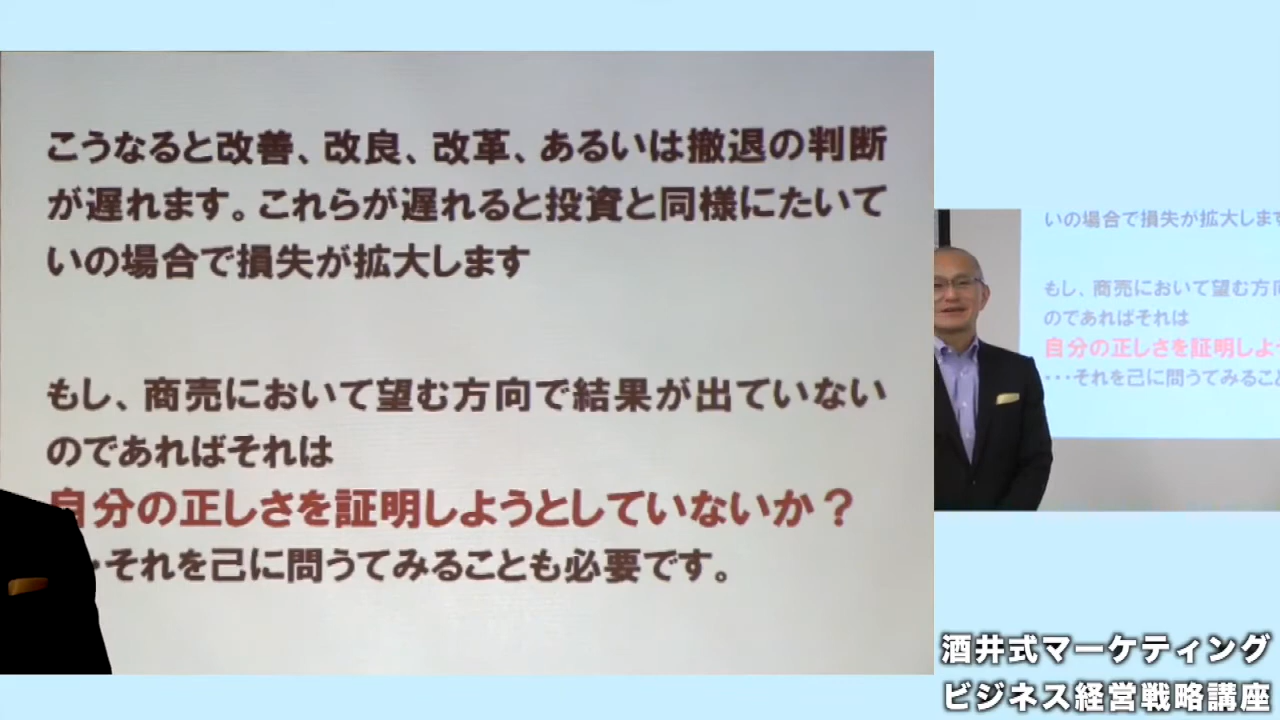 こうなると改善、改良、改革、あるいは撤退の判断
が遅れます。これらが遅れると投資と同様にたいて
いの場合で損失が拡大します
もし、商売において望む方向で結果が出ていない
のであればそれは
自分の正しさを証明しようとしていないか？
・それを己に問うてみることも必要です。
いの場合で損失が拡大します
もし、商売において望む方向
のであればそれは
自分の正しさを証明しよ
・・・それを己に問うてみること
酒井式マーケティング
ビジネス経営戦略講座